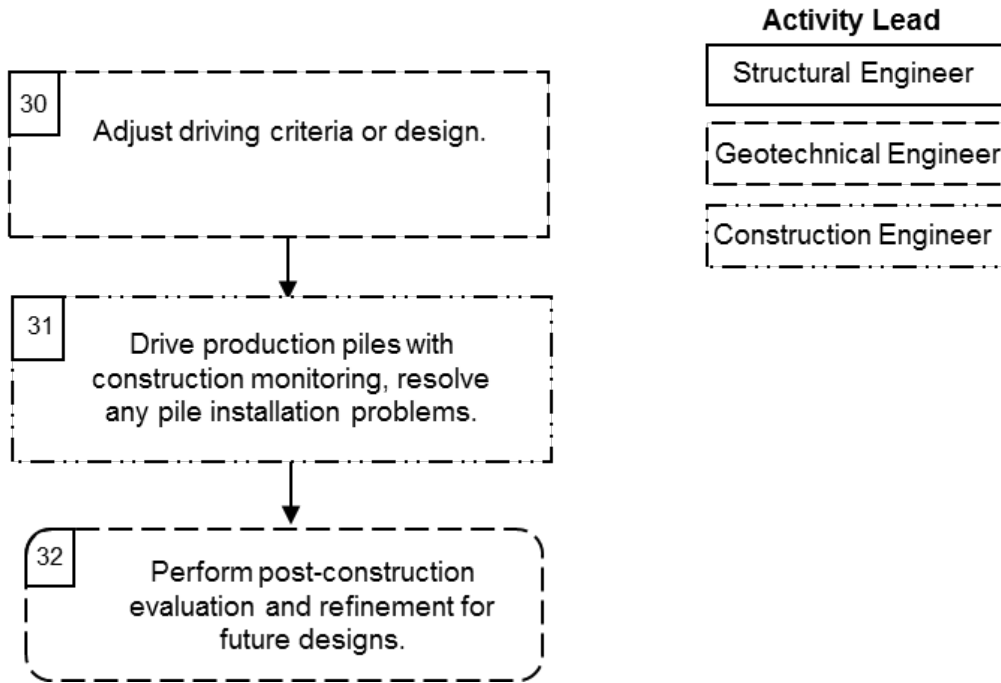 Activity Lead
Structural Engineer
Geotechnical Engineer
Construction Engineer
30
Adjust driving criteria or design.
31
Drive production piles with
construction monitoring, resolve
any pile installation problems.
32
Perform post-construction
evaluation and refinement for
future designs.